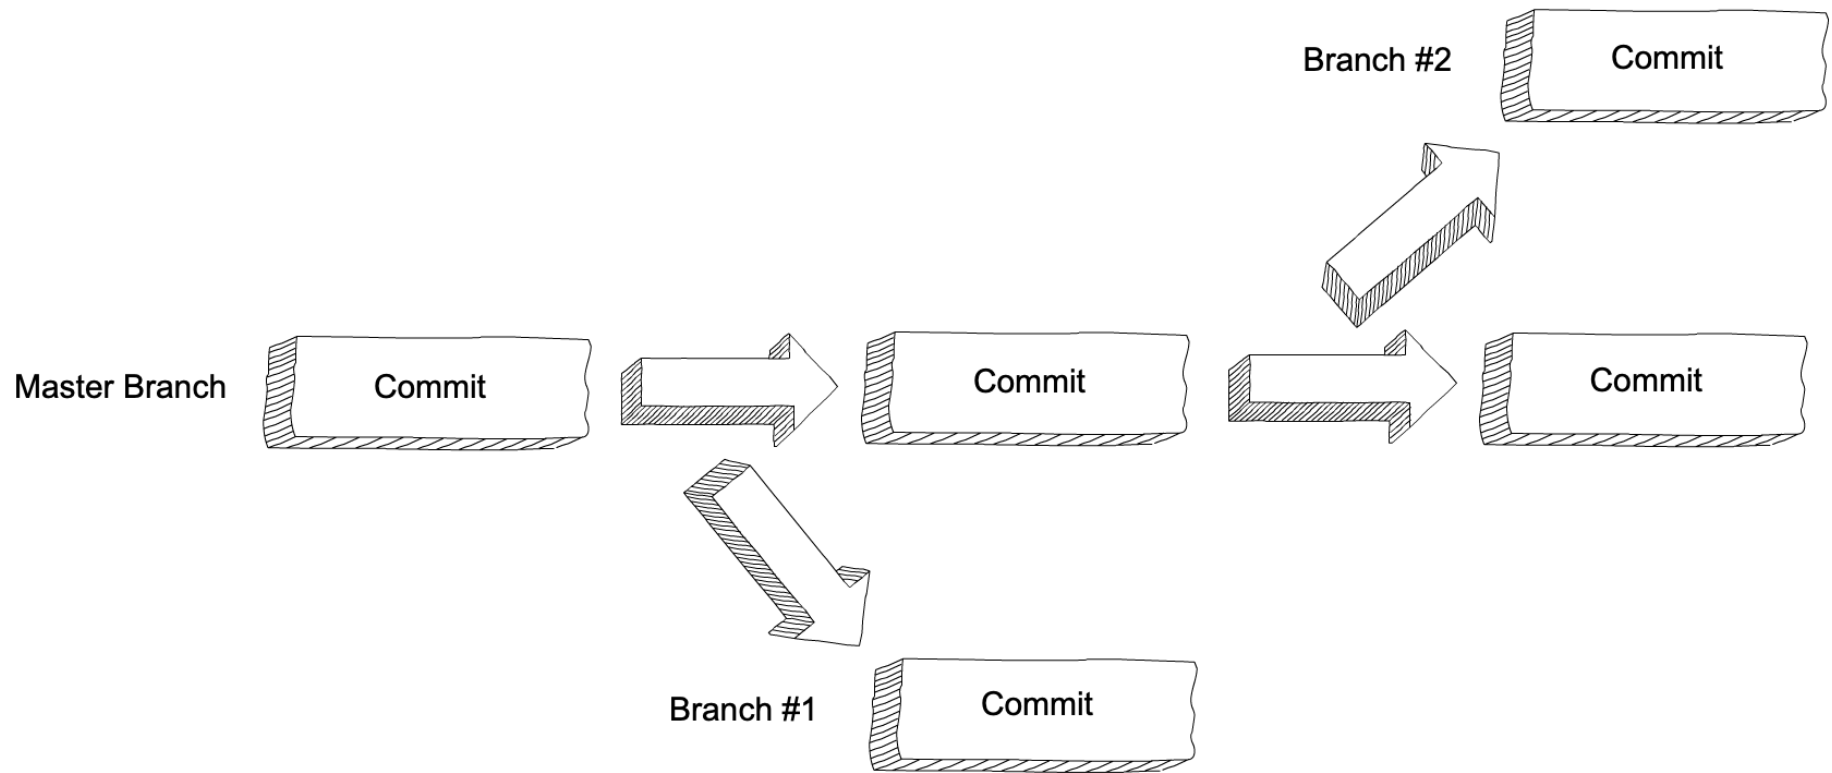 Branch #2
Commit
Master Branch
Commit
Commit
Commit
Branch #1
Commit